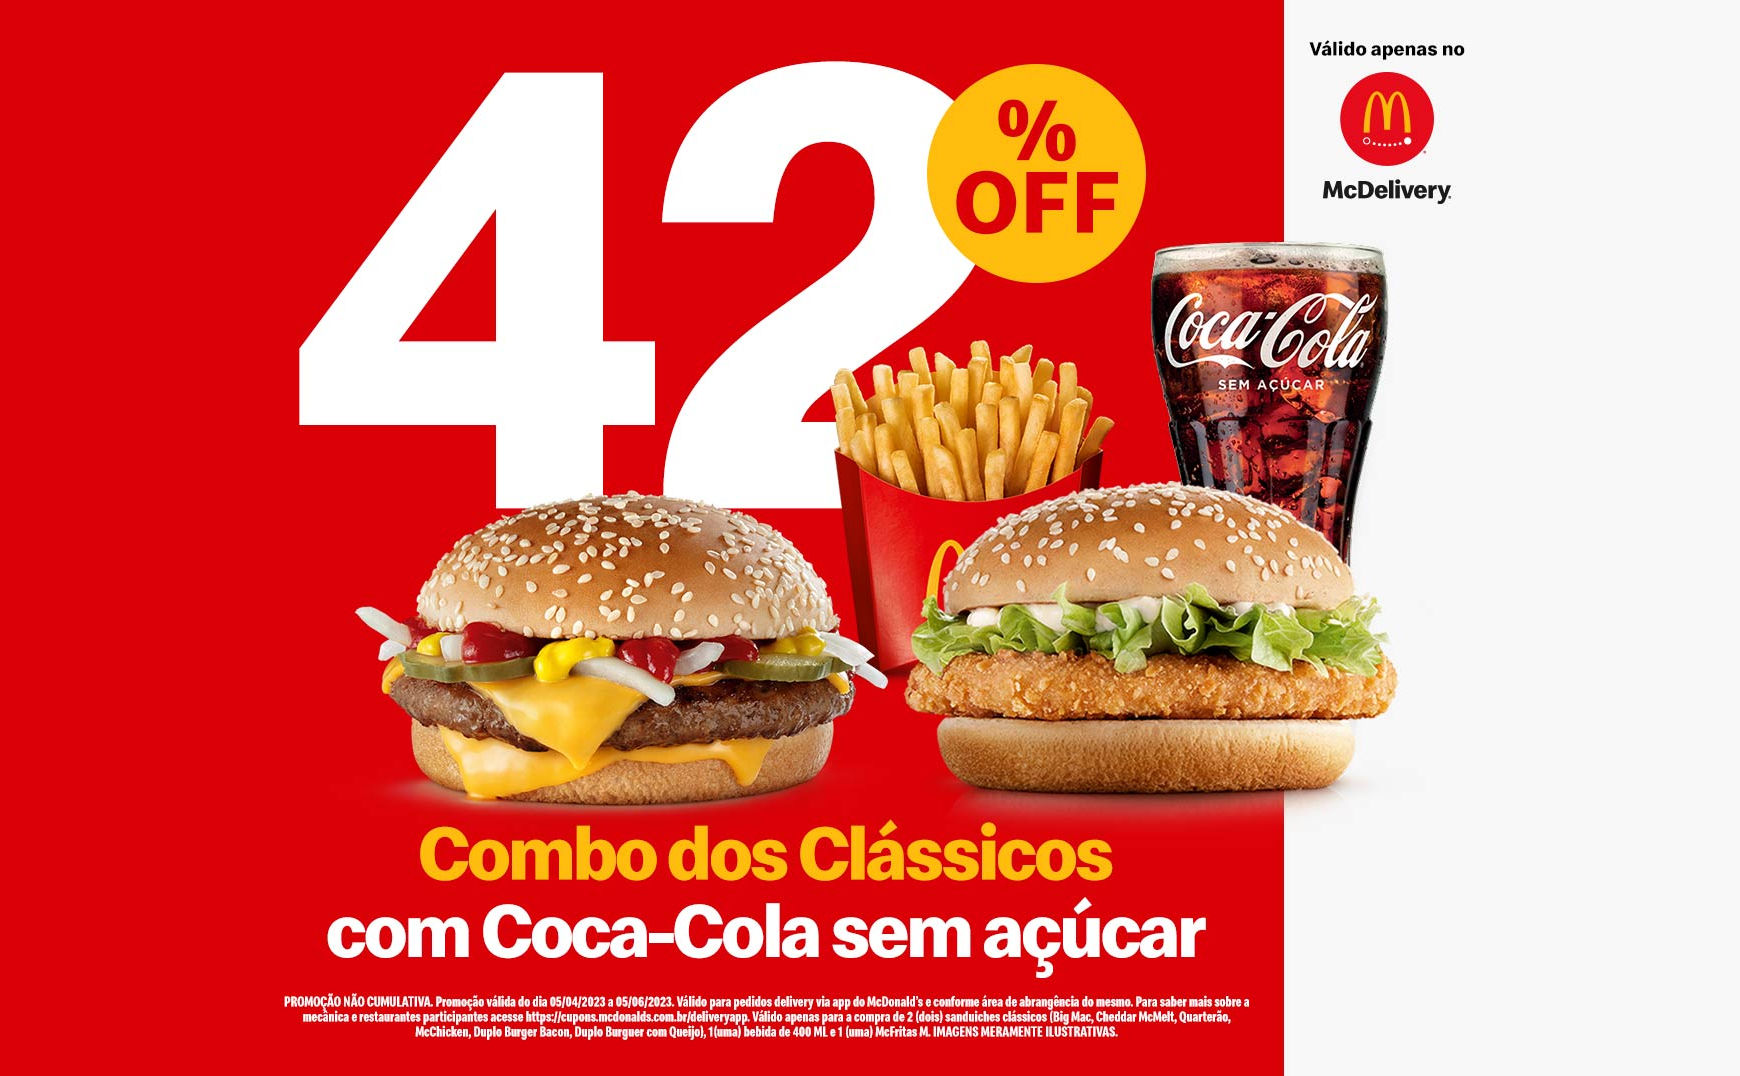 42
%
OFF
Válido apenas no
McDelivery.
Coca-Cola
SEM AÇÚCAR
Combo dos Clássicos
com Coca-Cola sem açúcar
PROMOÇÃO NÃO CUMULATIVA. Promoção válida do dia 05/04/2023 a 05/06/2023. Válido para pedidos delivery via app do McDonald's e conforme área de abrangência do mesmo. Para saber mais sobre a
mecânica e restaurantes participantes acesse https://cupons.mcdonalds.com.br/deliveryapp. Válido apenas para a compra de 2 (dois) sanduiches clássicos (Big Mac, Cheddar McMelt, Quarterão,
McChicken, Duplo Burger Bacon, Duplo Burguer com Queijo), 1(uma) bebida de 400 ML e 1 (uma) McFritas M. IMAGENS MERAMENTE ILUSTRATIVAS.